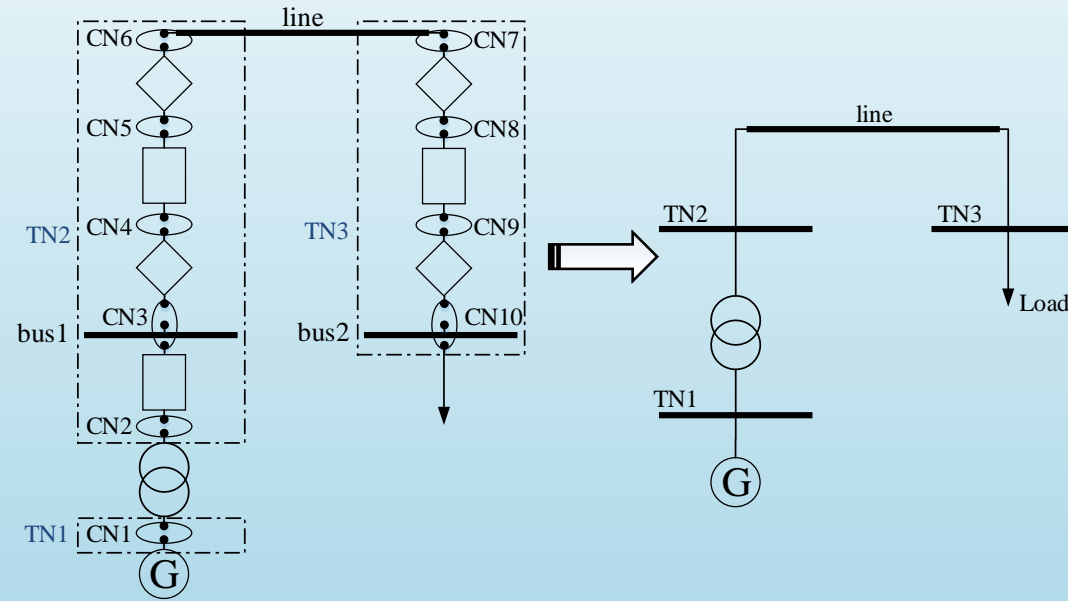 line
CN6
CN7
CN5
CN8
TN2
CN4
TN3
CN9
CN3
CN10
bus1
bus2
CN2
TN1
CN1
G
line
TN2
TN3
Load
TN1
G